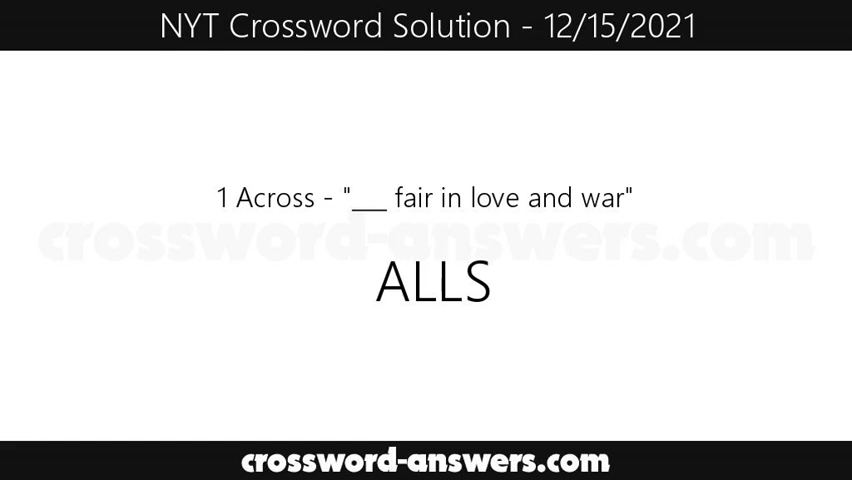 NYT Crossword Solution - 12/15/2021
1 Across - "___ fair in love and war"
crossword-answers.com
ALLS
crossword-answers.com